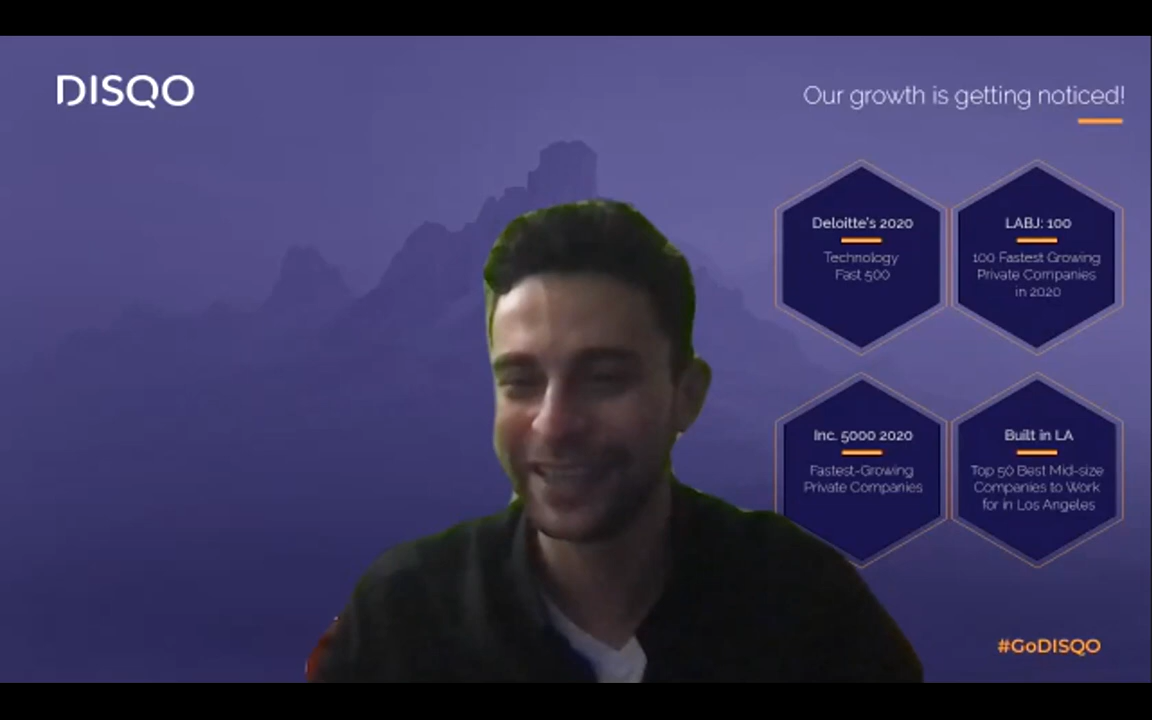 DISQO
Our growth is getting noticed!
Deloitte's 2020
Technology
Fast 500
LABJ: 100
100 Fastest Growing
Private Companies
in 2020
Inc. 5000 2020
Fastest-Growing
Private Companies
Built in LA
Top 50 Best Mid-size
Companies to Work
for in Los Angeles
#GoDISQO